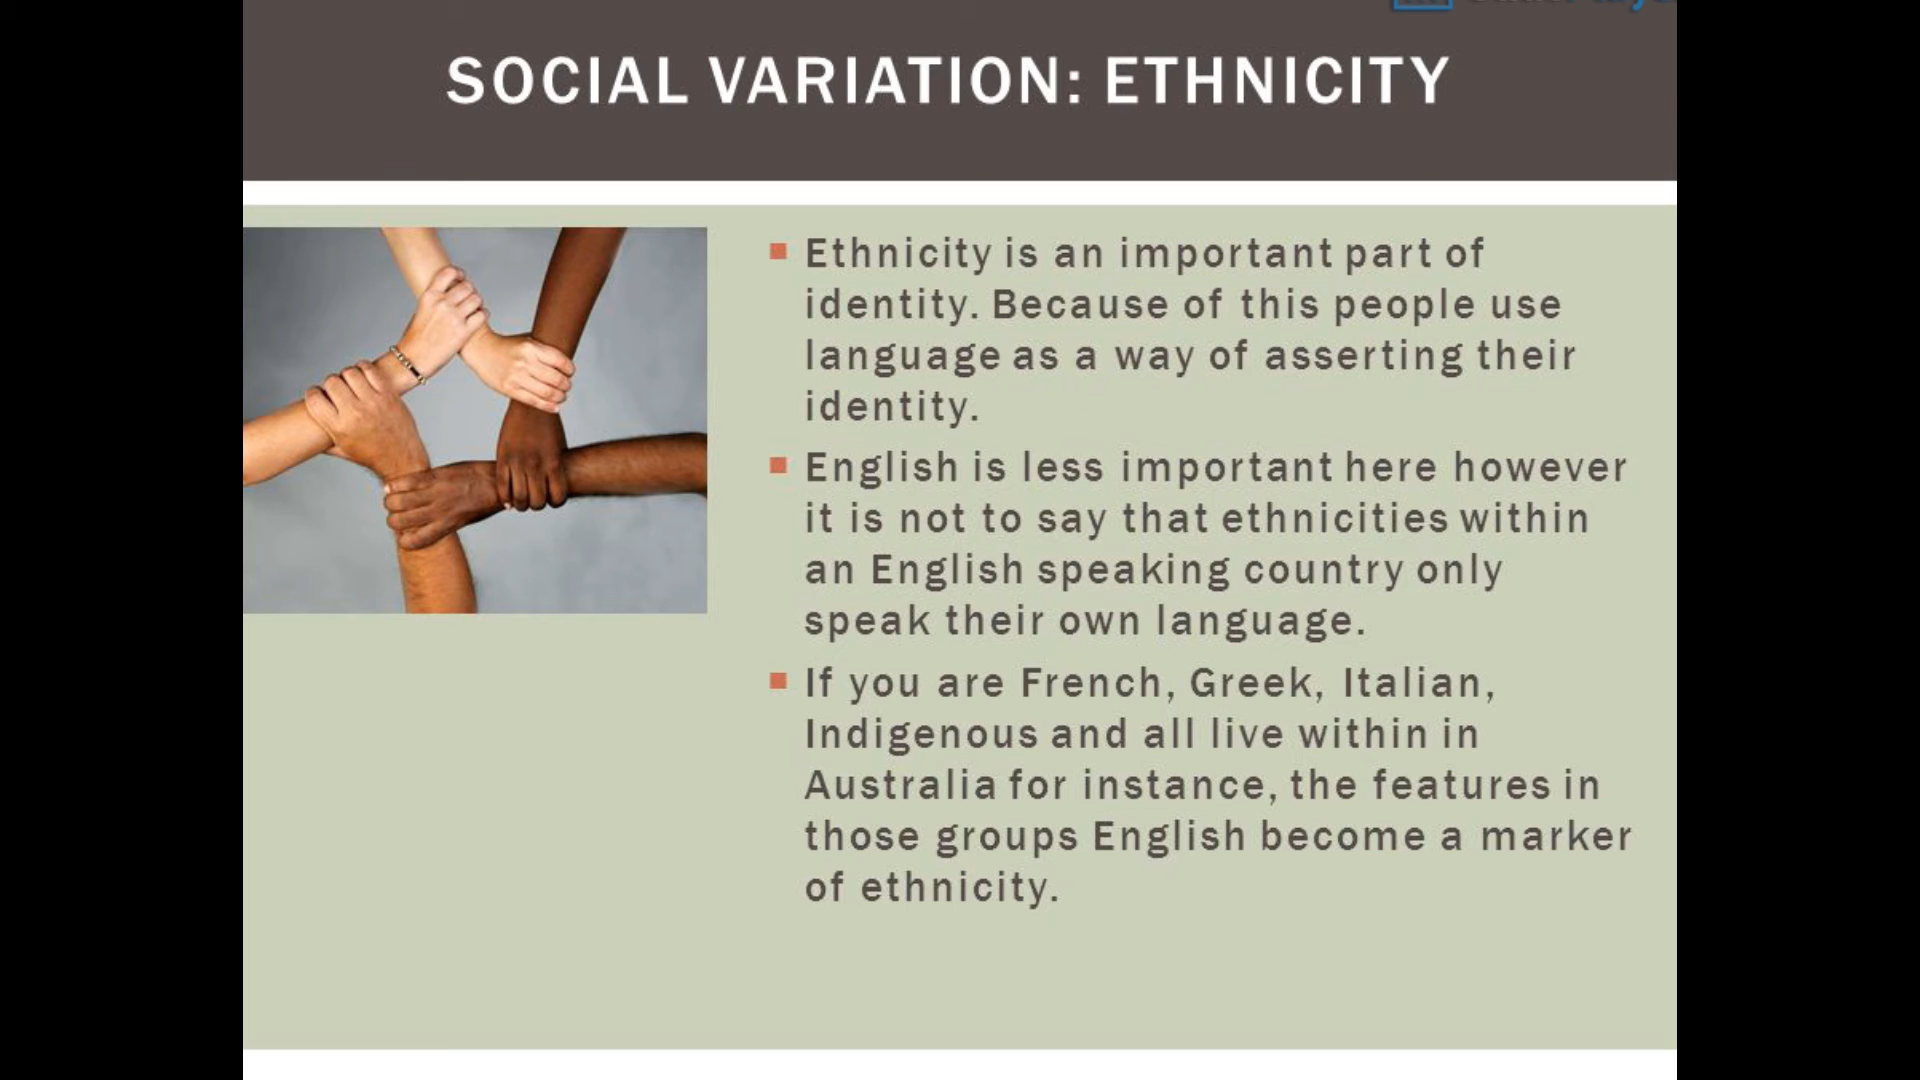 SOCIAL VARIATION: ETHNICITY
Ethnicity is an important part of
identity. Because of this people use
language as a way of asserting their
identity.
English is less important here however
it is not to say that ethnicities within
an English speaking country only
speak their own language.
If you are French, Greek, Italian,
Indigenous and all live within in
Australia for instance, the features in
those groups English become a marker
of ethnicity.